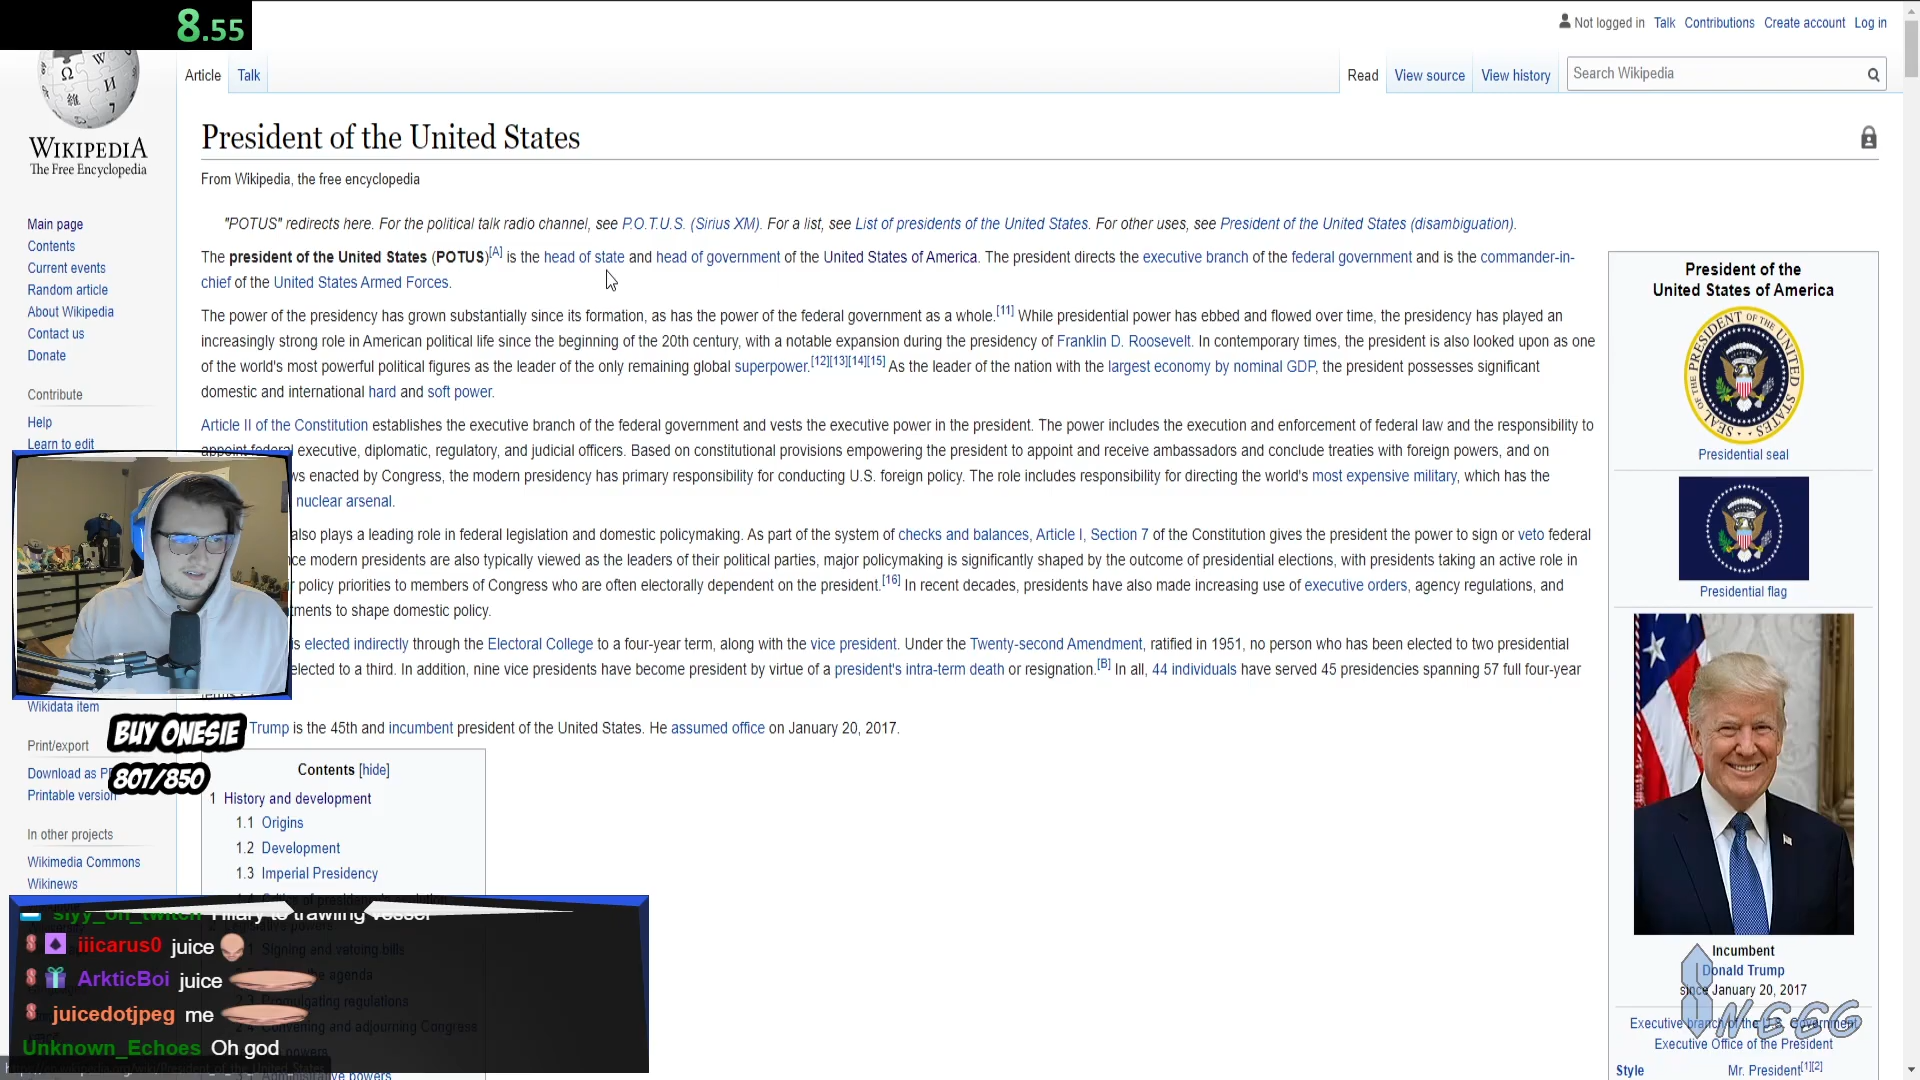 8.55
Not logged in Talk Contributions Create account Log in
Article Talk
Read View source View history Search Wikipedia
WIKIPEDIA
The Free Encyclopedia
Main page
Contents
Current events
Random article
About Wikipedia
Contact us
Donate
Contribute
Help
Learn to edit
Wikidata item
Print/export
Download as
Printable version
In other projects
Wikimedia Commons
Wikinews
President of the United States
From Wikipedia, the free encyclopedia
"POTUS" redirects here. For the political talk radio channel, see P.O.T.U.S. (Sirius XM). For a list, see List of presidents of the United States. For other uses, see President of the United States (disambiguation).
The president of the United States (POTUS)[A] is the head of state and head of government of the United States of America. The president directs the executive branch of the federal government and is the commander-in-
chief of the United States Armed Forces.
The power of the presidency has grown substantially since its formation, as has the power of the federal government as a whole.[11] While presidential power has ebbed and flowed over time, the presidency has played an
increasingly strong role in American political life since the beginning of the 20th century, with a notable expansion during the presidency of Franklin D. Roosevelt. In contemporary times, the president is also looked upon as one
of the world's most powerful political figures as the leader of the only remaining global superpower.[12][13][14][15] As the leader of the nation with the largest economy by nominal GDP, the president possesses significant
domestic and international hard and soft power.
Article II of the Constitution establishes the executive branch of the federal government and vests the executive power in the president. The power includes the execution and enforcement of federal law and the responsibility to
appoint federal executive, diplomatic, regulatory, and judicial officers. Based on constitutional provisions empowering the president to appoint and receive ambassadors and conclude treaties with foreign powers, and on
ws enacted by Congress, the modern presidency has primary responsibility for conducting U.S. foreign policy. The role includes responsibility for directing the world's most expensive military, which has the
nuclear arsenal.
also plays a leading role in federal legislation and domestic policymaking. As part of the system of checks and balances, Article I, Section 7 of the Constitution gives the president the power to sign or veto federal
nce modern presidents are also typically viewed as the leaders of their political parties, major policymaking is significantly shaped by the outcome of presidential elections, with presidents taking an active role in
r policy priorities to members of Congress who are often electorally dependent on the president.[16] In recent decades, presidents have also made increasing use of executive orders, agency regulations, and
tments to shape domestic policy.
is elected indirectly through the Electoral College to a four-year term, along with the vice president. Under the Twenty-second Amendment, ratified in 1951, no person who has been elected to two presidential
elected to a third. In addition, nine vice presidents have become president by virtue of a president's intra-term death or resignation.[B] In all, 44 individuals have served 45 presidencies spanning 57 full four-year
Trump is the 45th and incumbent president of the United States. He assumed office on January 20, 2017.
Contents [hide]
1 History and development
1.1 Origins
1.2 Development
1.3 Imperial Presidency
Signing and vetoing bills
agenda
Promulgating regulations
Convening and adjourning Congress
powers
Administrative powers
President of the
United States of America
SEAL OF THE PRESIDENT OF THE UNITED STATES
Presidential seal
Presidential flag
Incumbent
Donald Trump
since January 20, 2017
Executive branch of the U.S. Government
Executive Office of the President
Style Mr. President[1][2]
BUY ONESIE
807/850
slyy_on_twitch Hillary to trawling vessel
iiicarus0 juice
ArkticBoi juice
juicedotjpeg me
Unknown_Echoes Oh god